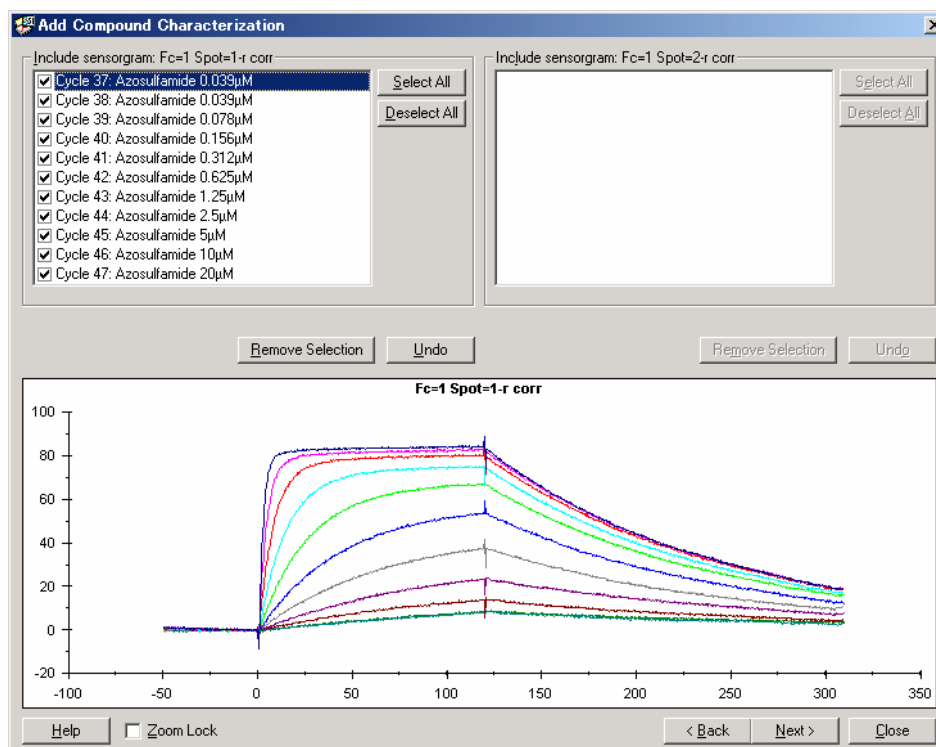 Add Compound Characterization
Include sensorgram: Fc=1 Spot=1-r corr
Cycle 37: Azosulfamide 0.039µM
Cycle 38: Azosulfamide 0.039µM
Cycle 39: Azosulfamide 0.078µM
Cycle 40: Azosulfamide 0.156µM
Cycle 41: Azosulfamide 0.312µM
Cycle 42: Azosulfamide 0.625µM
Cycle 43: Azosulfamide 1.25µM
Cycle 44: Azosulfamide 2.5µM
Cycle 45: Azosulfamide 5µM
Cycle 46: Azosulfamide 10µM
Cycle 47: Azosulfamide 20µM
Select All
Deselect All
Include sensorgram: Fc=1 Spot=2-r corr
Select All
Deselect All
Remove Selection
Undo
Remove Selection
Undo
Fc=1 Spot=1-r corr
100
80
60
40
20
0
-20
-100 -50 0 50 100 150 200 250 300 350
Help
Zoom Lock
< Back
Next >
Close